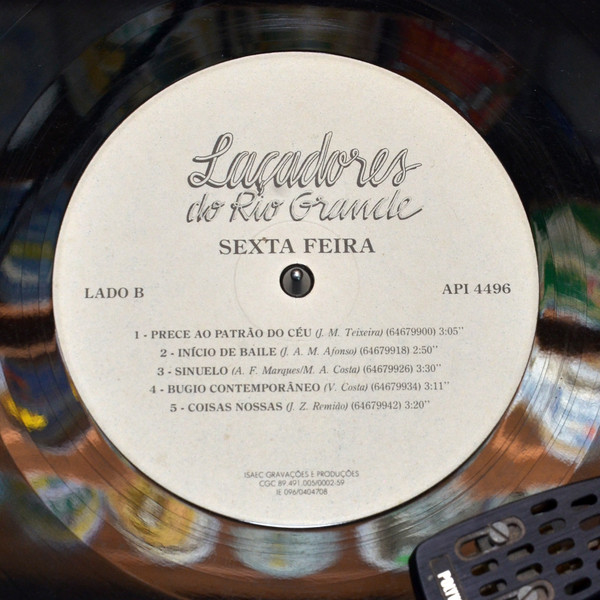 Laçadores
do Rio Grande
SEXTA FEIRA
LADO B
API 4496
1 - PRECE AO PATRÃO DO CÉU (J. M. Teixeira) (64679900) 3:05''
2 - INÍCIO DE BAILE (J. A. M. Afonso) (64679918) 2:50''
3 - SINUELO (A. F. Marques/M. A. Costa) (64679926) 3:30''
4 - BUGIO CONTEMPORÂNEO (V. Costa) (64679934) 3:11''
5 - COISAS NOSSAS (J. Z. Remião) (64679942) 3:20''
ISAEC GRAVAÇÕES E PRODUÇÕES
CGC 89.491.005/0002-59
IE 096/0404708